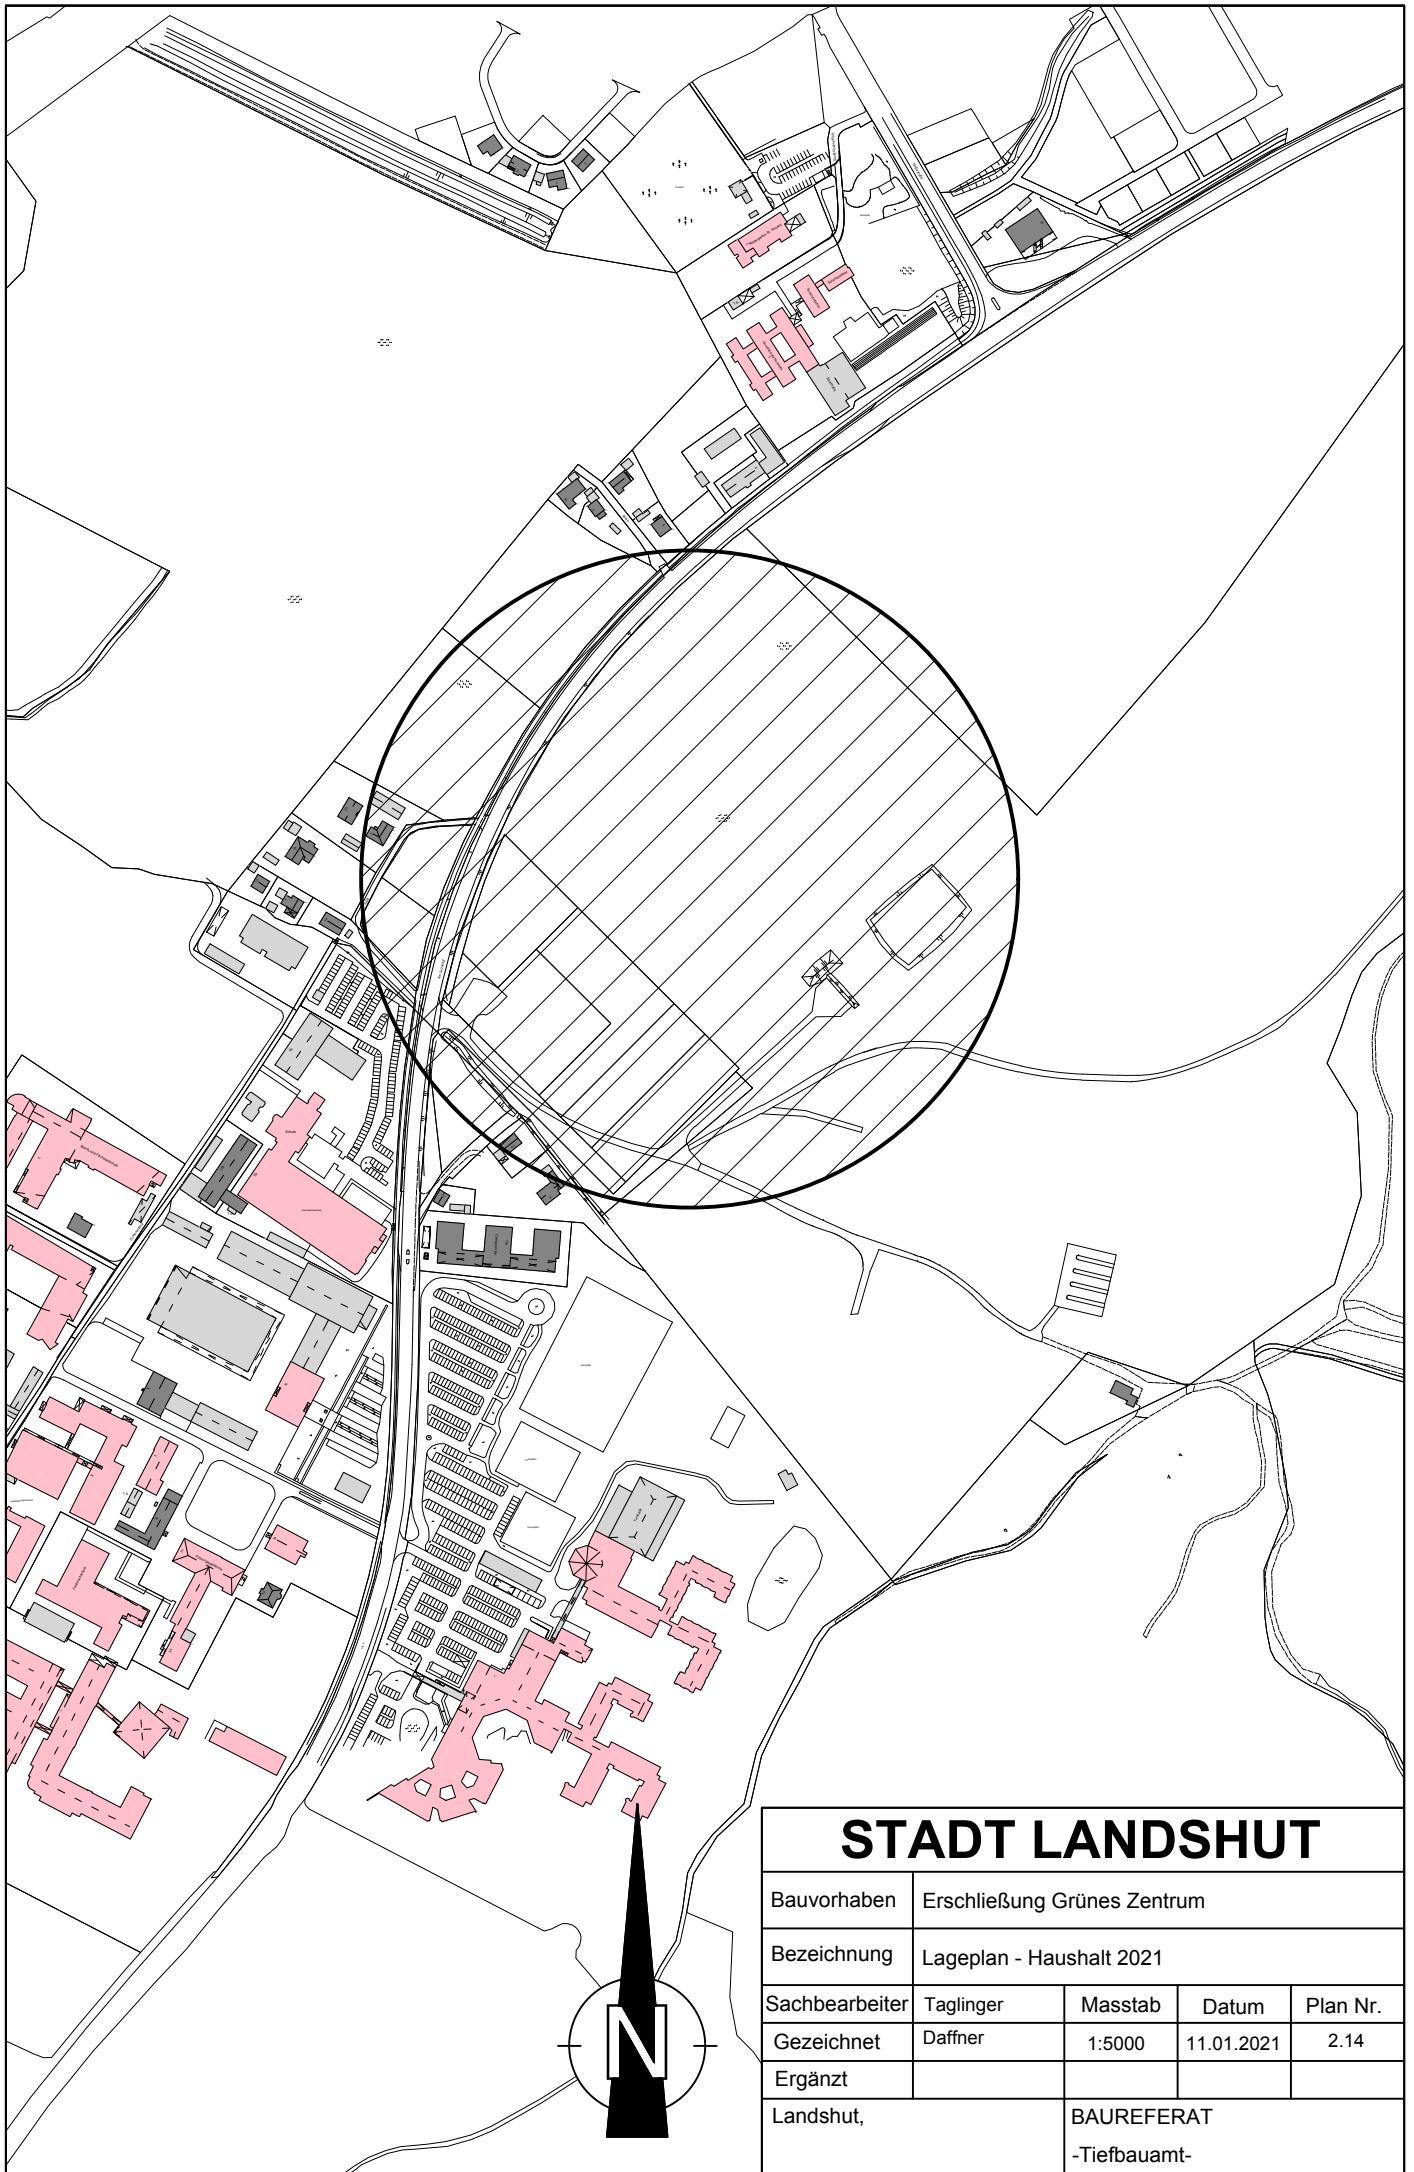 STADT LANDSHUT
Bauvorhaben Erschließung Grünes Zentrum
Bezeichnung Lageplan - Haushalt 2021
Sachbearbeiter Taglinger Masstab Datum Plan Nr.
Gezeichnet Daffner 1:5000 11.01.2021 2.14
Ergänzt
Landshut, BAUREFERAT
-Tiefbauamt-
N